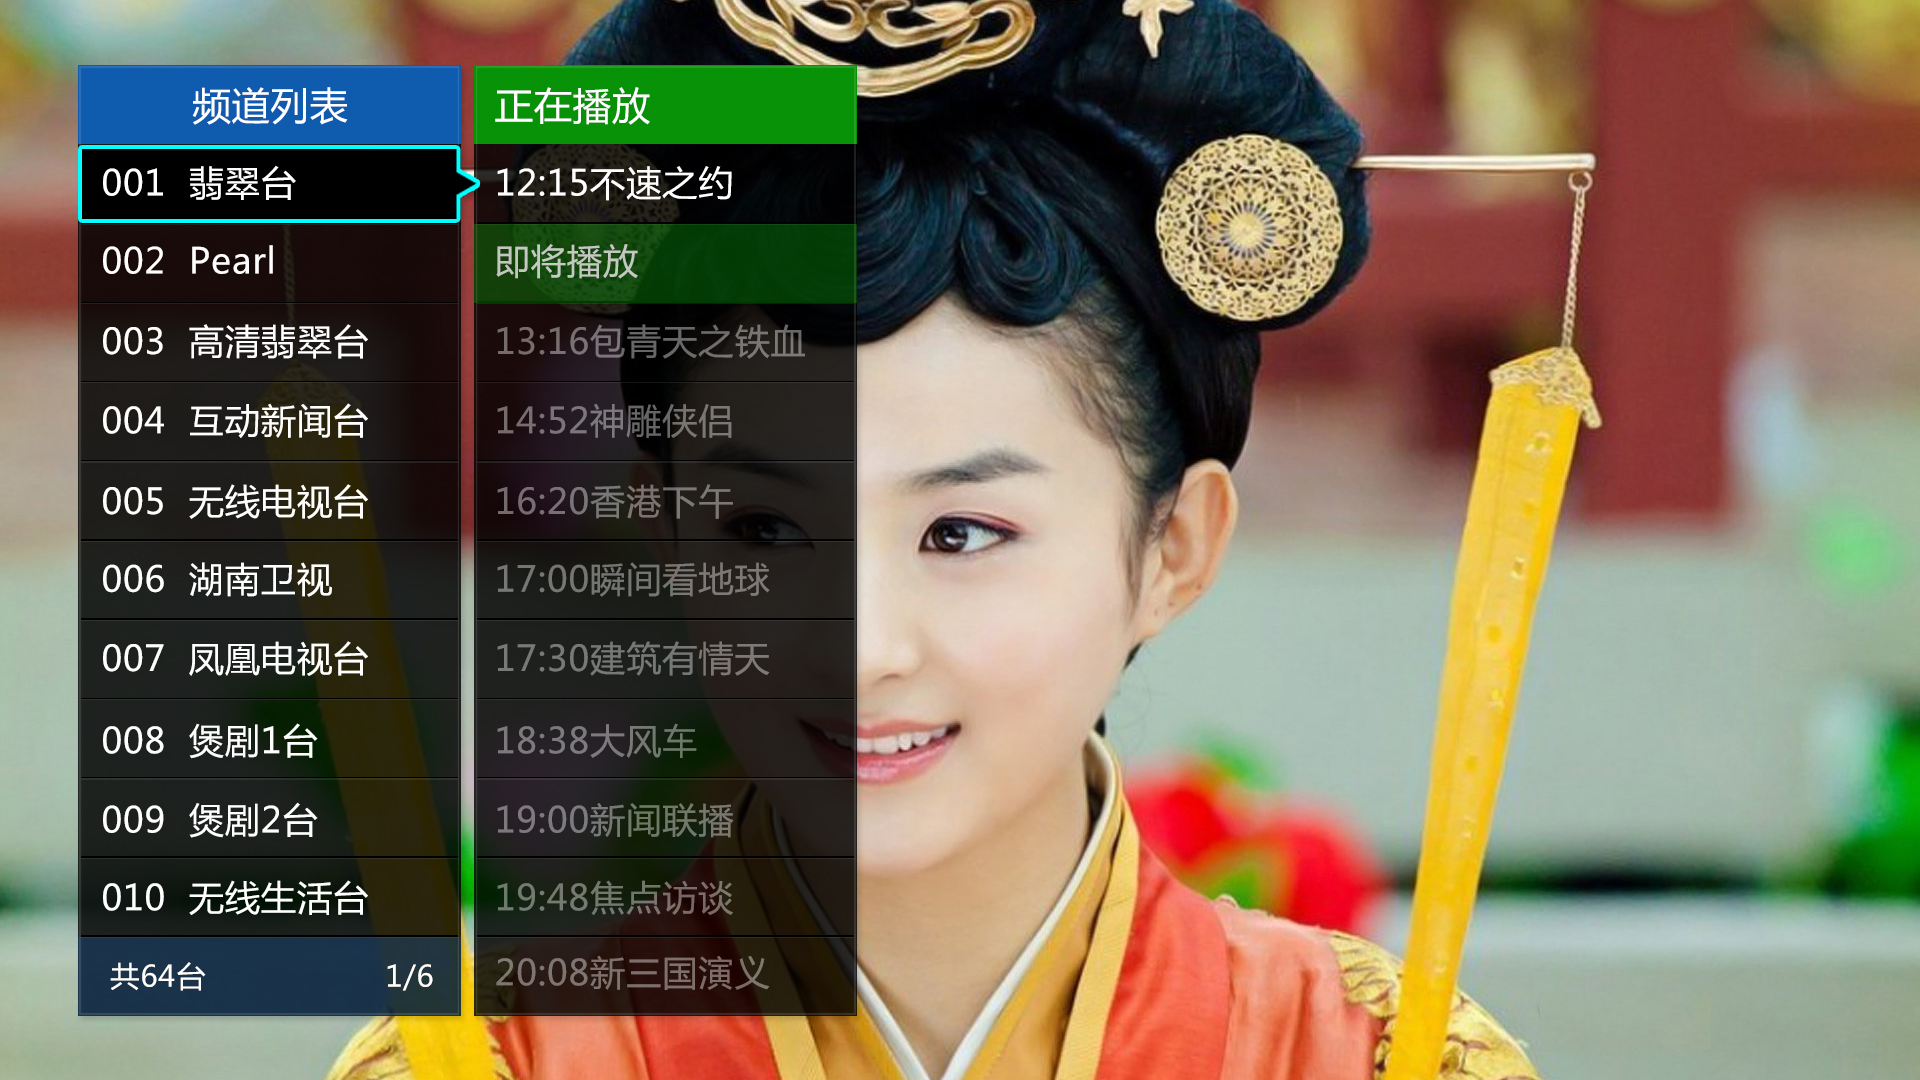 频道列表
001 翡翠台
002 Pearl
003 高清翡翠台
004 互动新闻台
005 无线电视台
006 湖南卫视
007 凤凰电视台
008 煲剧1台
009 煲剧2台
010 无线生活台
共64台 1/6
正在播放
12:15不速之约
即将播放
13:16包青天之铁血
14:52神雕侠侣
16:20香港下午
17:00瞬间看地球
17:30建筑有情天
18:38大风车
19:00新闻联播
19:48焦点访谈
20:08新三国演义